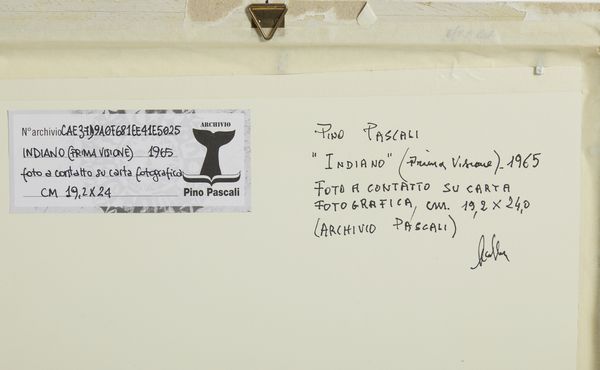 N° archivio
INDIANO (PRIMA VISIONE) 1965
foto a contatto su carta fotografica
CM 19,2 X 24
ARCHIVIO
Pino Pascali
PINO PASCALI
"INDIANO" (PRIMA VISIONE) - 1965
FOTO A CONTATTO SU CARTA
FOTOGRAFICA, CM. 19,2 X 24,0
(ARCHIVIO PASCALI)